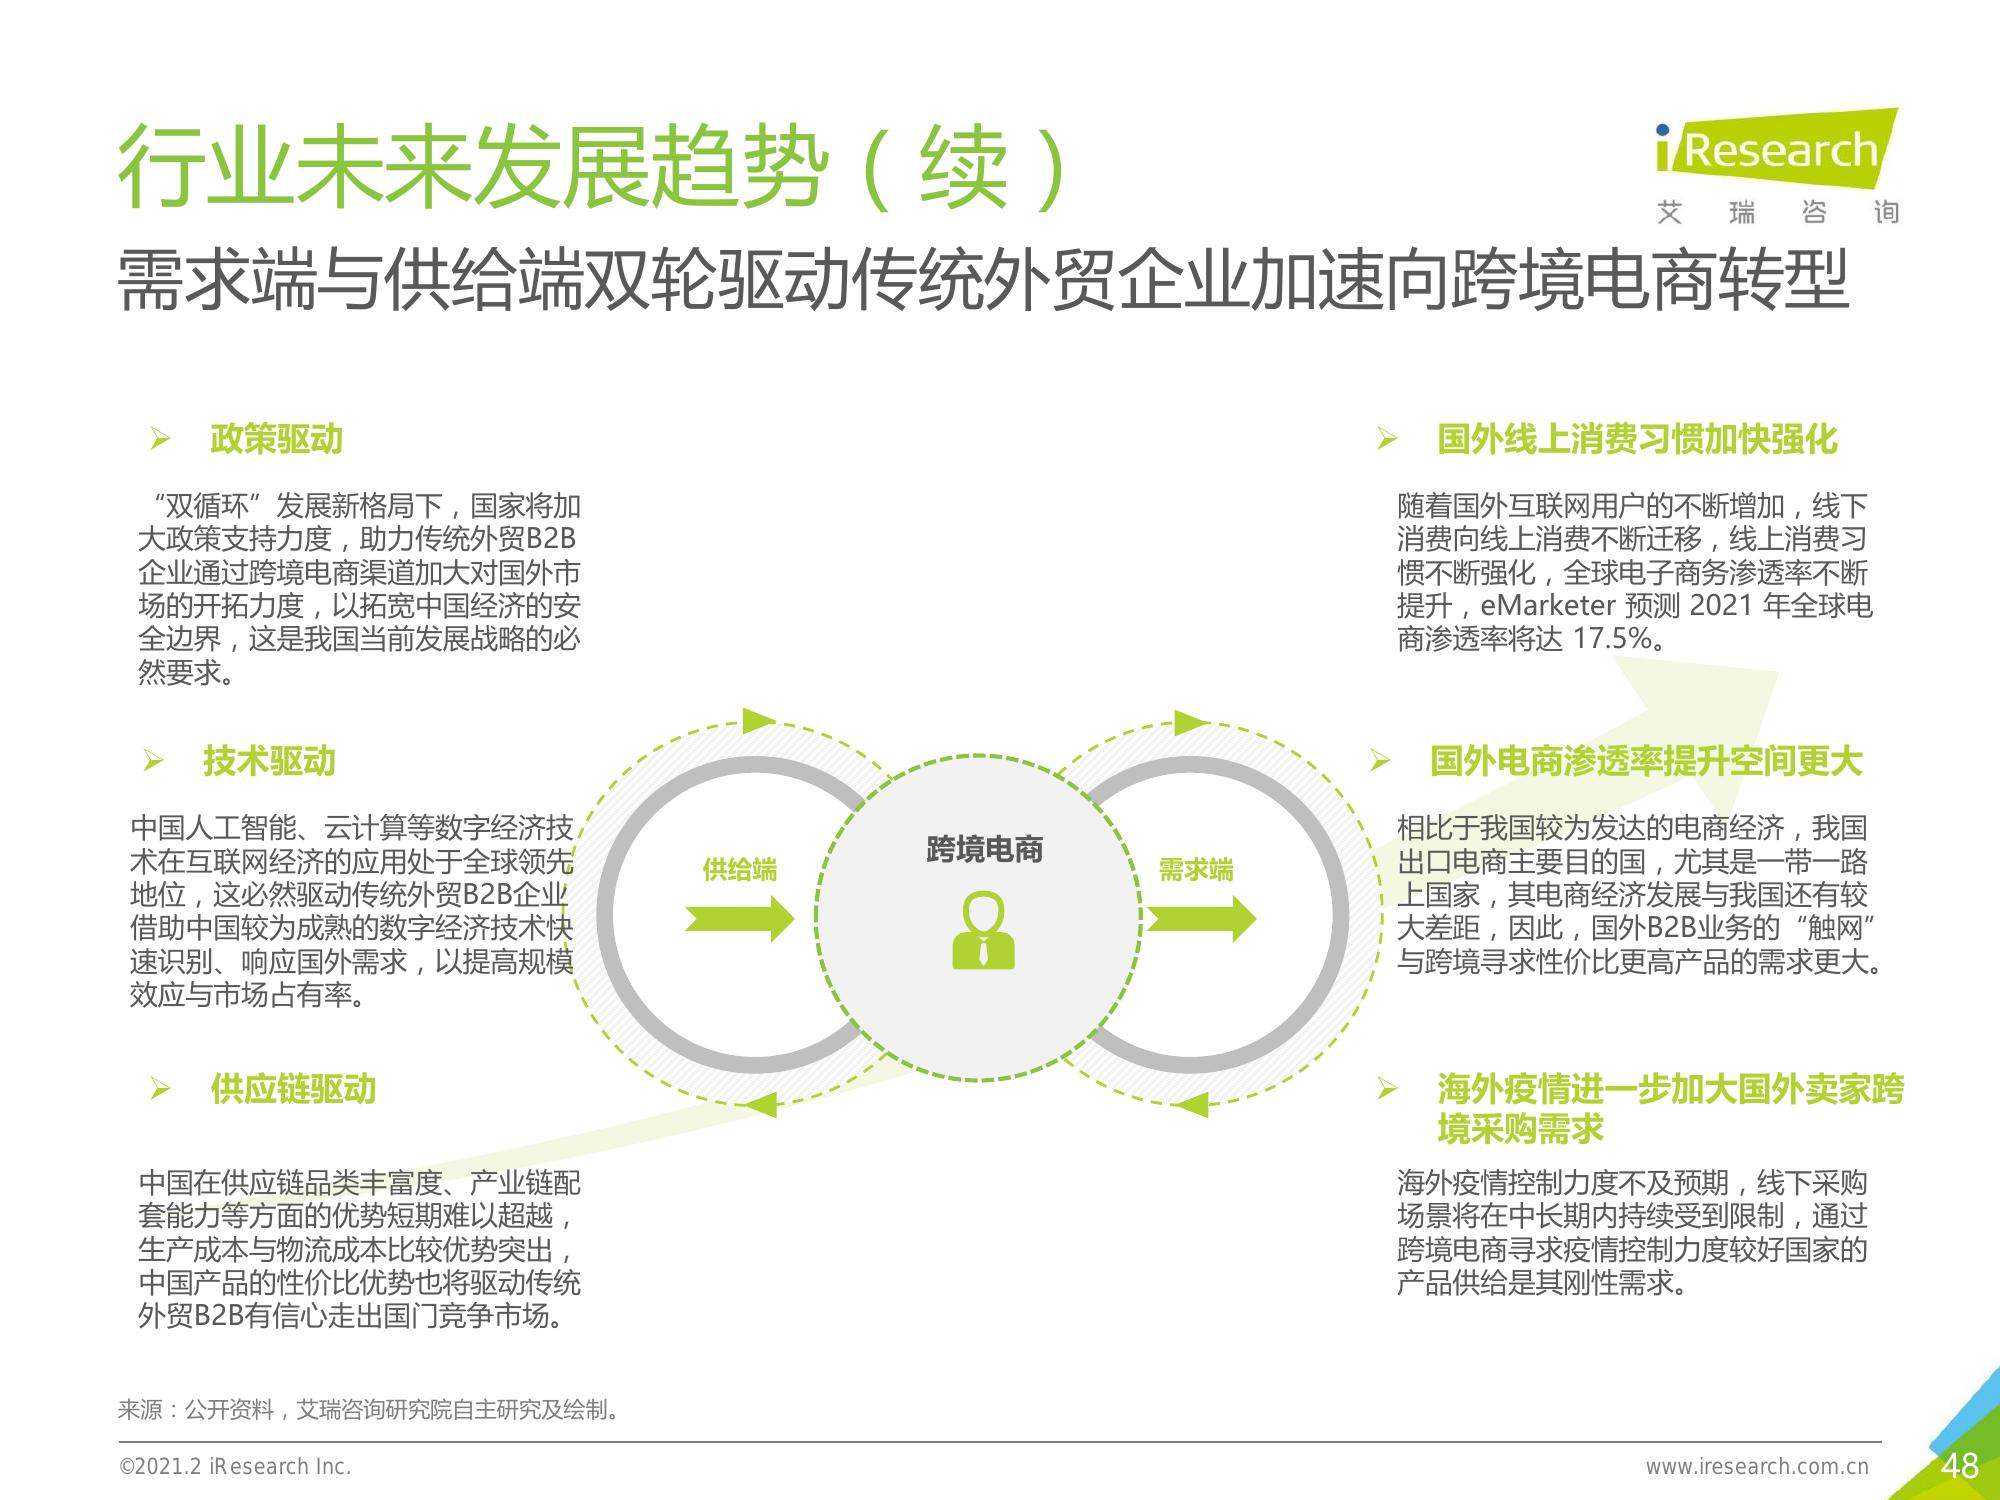 行业未来发展趋势（续）
iResearch
艾瑞咨询
需求端与供给端双轮驱动传统外贸企业加速向跨境电商转型
政策驱动
“双循环”发展新格局下，国家将加
大政策支持力度，助力传统外贸B2B
企业通过跨境电商渠道加大对国外市
场的开拓力度，以拓宽中国经济的安
全边界，这是我国当前发展战略的必
然要求。
技术驱动
中国人工智能、云计算等数字经济技
术在互联网经济的应用处于全球领先
地位，这必然驱动传统外贸B2B企业
借助中国较为成熟的数字经济技术快
速识别、响应国外需求，以提高规模
效应与市场占有率。
供应链驱动
中国在供应链品类丰富度、产业链配
套能力等方面的优势短期难以超越，
生产成本与物流成本比较优势突出，
中国产品的性价比优势也将驱动传统
外贸B2B有信心走出国门竞争市场。
供给端
跨境电商
需求端
国外线上消费习惯加快强化
随着国外互联网用户的不断增加，线下
消费向线上消费不断迁移，线上消费习
惯不断强化，全球电子商务渗透率不断
提升，eMarketer 预测 2021 年全球电
商渗透率将达 17.5%。
国外电商渗透率提升空间更大
相比于我国较为发达的电商经济，我国
出口电商主要目的国，尤其是一带一路
上国家，其电商经济发展与我国还有较
大差距，因此，国外B2B业务的“触网”
与跨境寻求性价比更高产品的需求更大。
海外疫情进一步加大国外卖家跨
境采购需求
海外疫情控制力度不及预期，线下采购
场景将在中长期内持续受到限制，通过
跨境电商寻求疫情控制力度较好国家的
产品供给是其刚性需求。
来源：公开资料，艾瑞咨询研究院自主研究及绘制。
©2021.2 iResearch Inc.
www.iresearch.com.cn
48